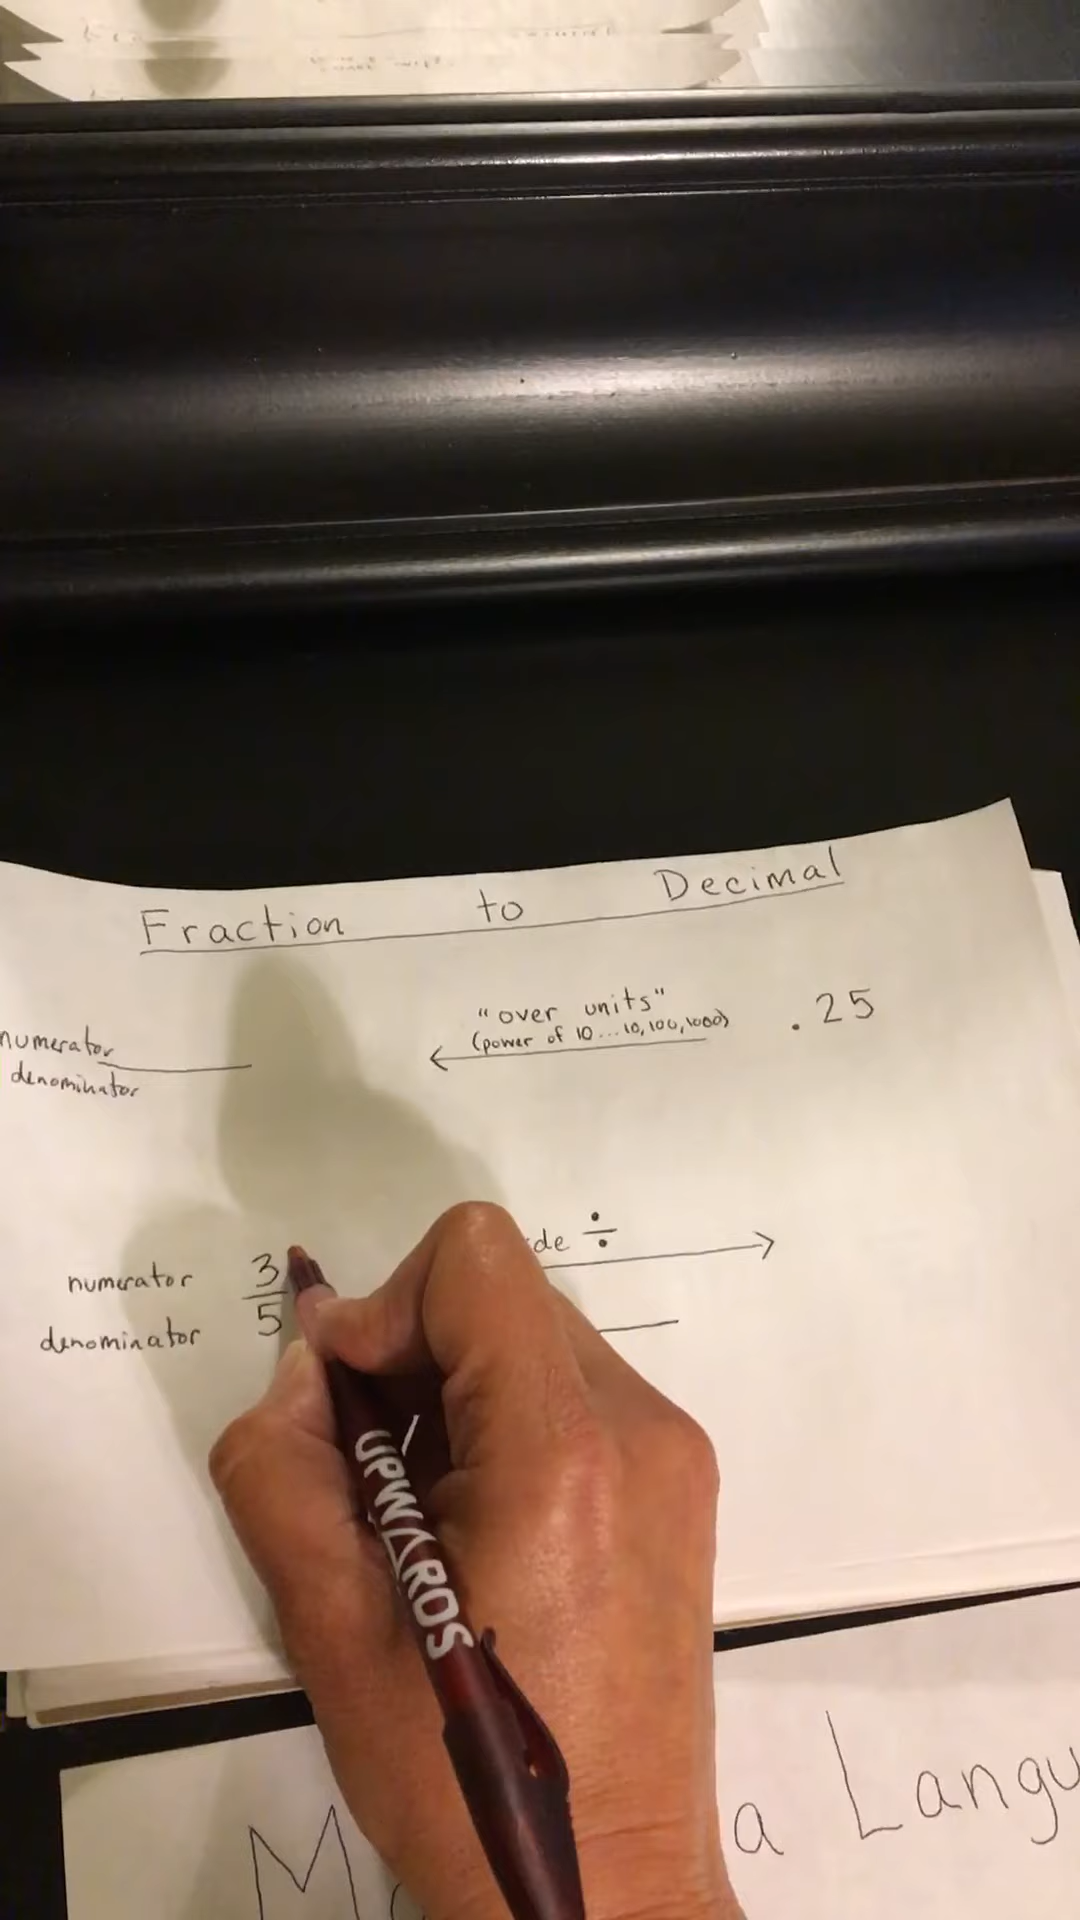 Fraction to Decimal
"over units"
(power of 10...10,100,1000)
.25
numerator
denominator
de ÷
numerator 3
denominator 5
UPWARDS
a Langu